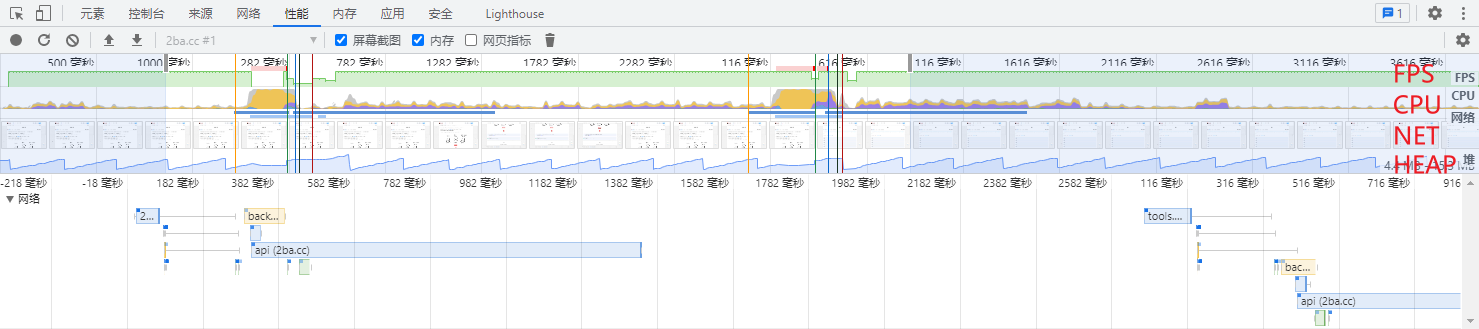 元素 控制台 来源 网络 性能 内存 应用 安全 Lighthouse 1
2ba.cc #1 屏幕截图 内存 网页指标
500 毫秒 1000 毫秒 282 毫秒 782 毫秒 1282 毫秒 1782 毫秒 2282 毫秒 116 毫秒 616 毫秒 1116 毫秒 1616 毫秒 2116 毫秒 2616 毫秒 3116 毫秒 3616 毫秒
FPS FPS
CPU CPU
网络
NET
HEAP 堆
-218 毫秒 -18 毫秒 182 毫秒 382 毫秒 582 毫秒 782 毫秒 982 毫秒 1182 毫秒 1382 毫秒 1582 毫秒 1782 毫秒 1982 毫秒 2182 毫秒 2382 毫秒 2582 毫秒 116 毫秒 316 毫秒 516 毫秒 716 毫秒 916
网络
2... back... tools....
api (2ba.cc)
bac...
api (2ba.cc)